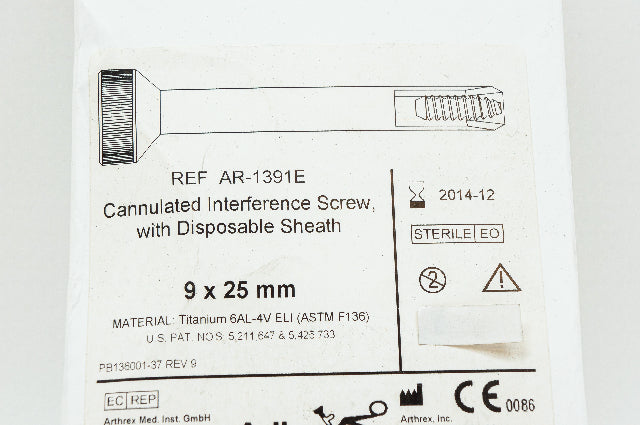 REF AR-1391E
Cannulated Interference Screw,
with Disposable Sheath
9 x 25 mm
MATERIAL: Titanium 6AL-4V ELI (ASTM F136)
U.S. PAT. NO.S. 5,211,647 & 5,425,733
PB136001-37 REV 9
2014-12
STERILE EO
2
EC REP
Arthrex Med. Inst. GmbH
Arthrex, Inc.
CE 0086